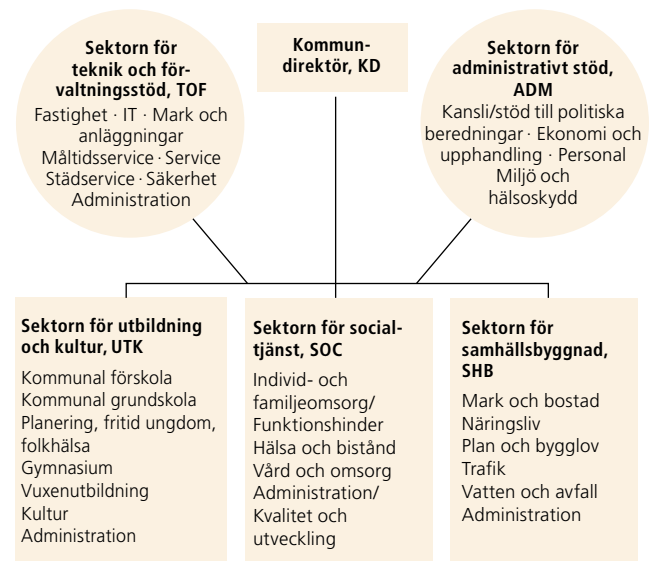 Sektorn för
teknik och för-
valtningsstöd, TOF
Fastighet · IT · Mark och
anläggningar
Måltidsservice · Service
Städservice · Säkerhet
Administration
Kommun-
direktör, KD
Sektorn för
administrativt stöd,
ADM
Kansli/stöd till politiska
beredningar · Ekonomi och
upphandling · Personal
Miljö och
hälsoskydd
Sektorn för utbildning
och kultur, UTK
Kommunal förskola
Kommunal grundskola
Planering, fritid ungdom,
folkhälsa
Gymnasium
Vuxenutbildning
Kultur
Administration
Sektorn för social-
tjänst, SOC
Individ- och
familjeomsorg/
Funktionshinder
Hälsa och bistånd
Vård och omsorg
Administration/
Kvalitet och
utveckling
Sektorn för
samhällsbyggnad,
SHB
Mark och bostad
Näringsliv
Plan och bygglov
Trafik
Vatten och avfall
Administration